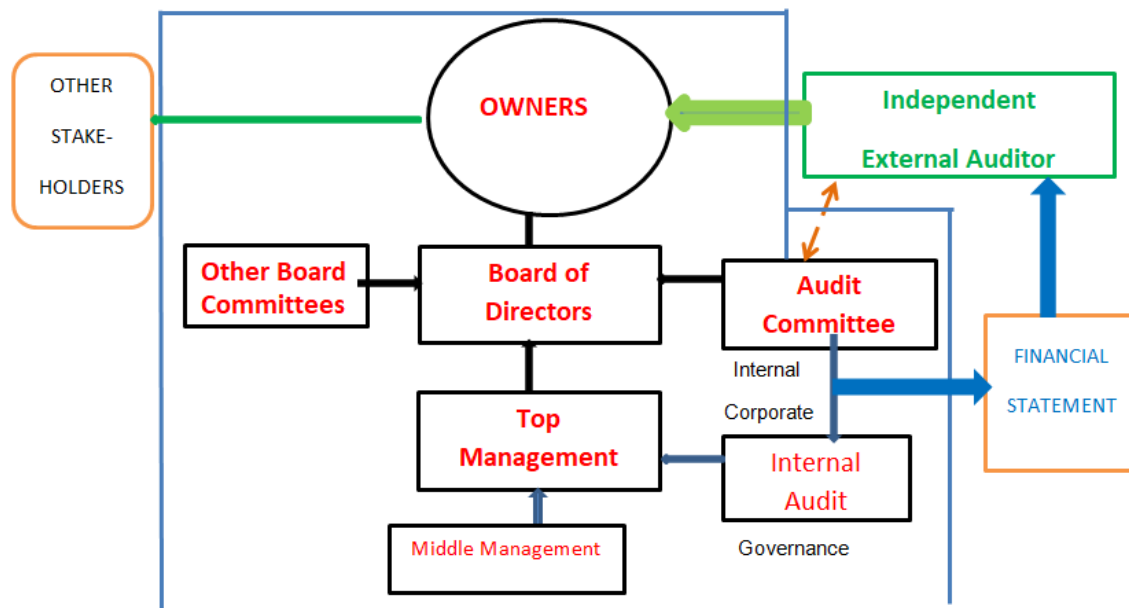 OTHER
STAKE-
HOLDERS
OWNERS
Independent
External Auditor
Other Board
Committees
Board of
Directors
Audit
Committee
Internal
Corporate
FINANCIAL
STATEMENT
Top
Management
Internal
Audit
Middle Management
Governance